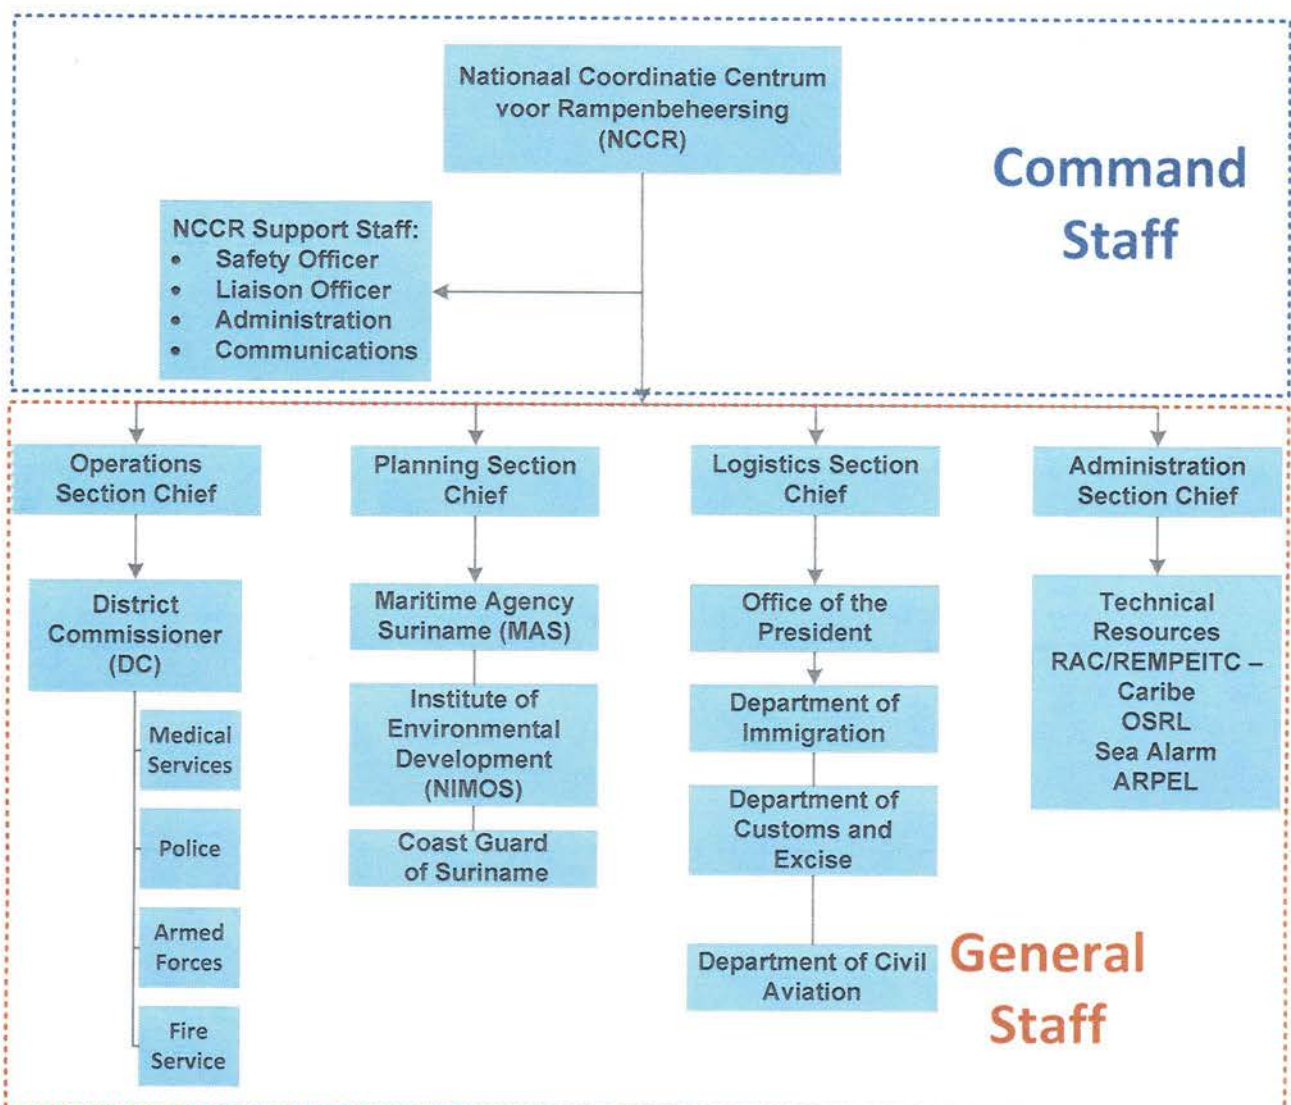 Nationaal Coordinatie Centrum
voor Rampenbeheersing
(NCCR)
Command
Staff
NCCR Support Staff:
• Safety Officer
• Liaison Officer
• Administration
• Communications
Operations
Section Chief
Planning Section
Chief
Logistics Section
Chief
Administration
Section Chief
District
Commissioner
(DC)
Medical
Services
Police
Armed
Forces
Fire
Service
Maritime Agency
Suriname (MAS)
Institute of
Environmental
Development
(NIMOS)
Coast Guard
of Suriname
Office of the
President
Department of
Immigration
Department of
Customs and
Excise
Department of Civil
Aviation
Technical
Resources
RAC/REMPEITC –
Caribe
OSRL
Sea Alarm
ARPEL
General
Staff